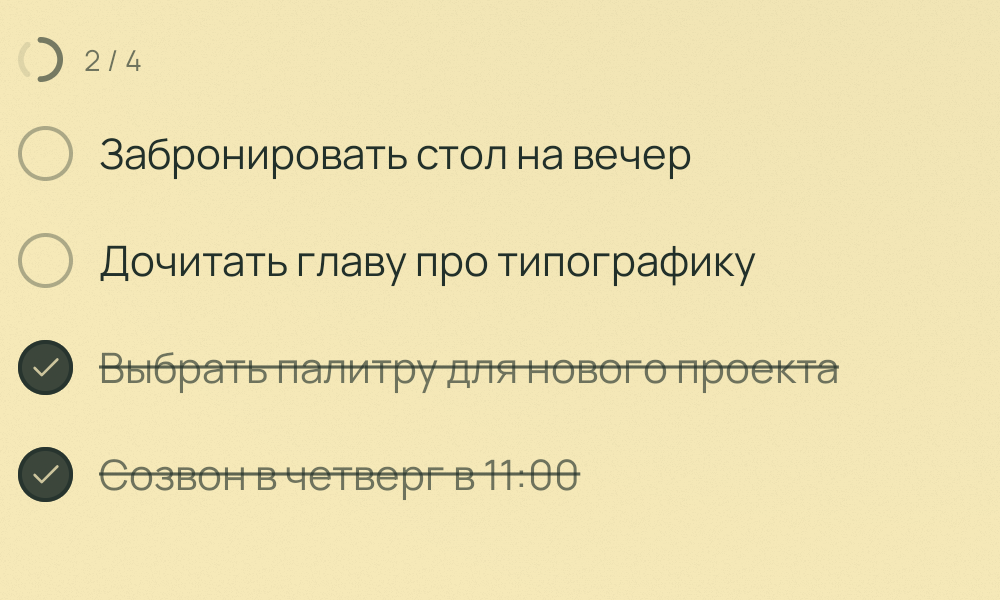 2 / 4
Забронировать стол на вечер
Дочитать главу про типографику
Выбрать палитру для нового проекта
Созвон в четверг в 11:00